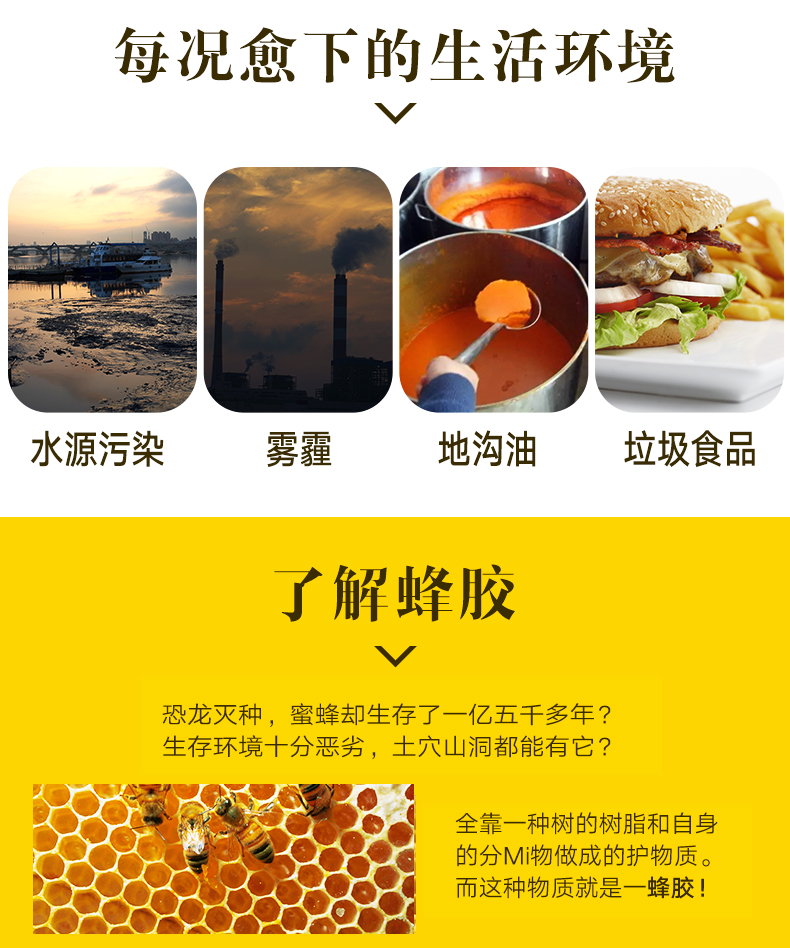 每况愈下的生活环境
水源污染
雾霾
地沟油
垃圾食品
了解蜂胶
恐龙灭种，蜜蜂却生存了一亿五千多年？
生存环境十分恶劣，土穴山洞都能有它？
全靠一种树的树脂和自身
的分Mi物做成的护物质。
而这种物质就是一蜂胶！